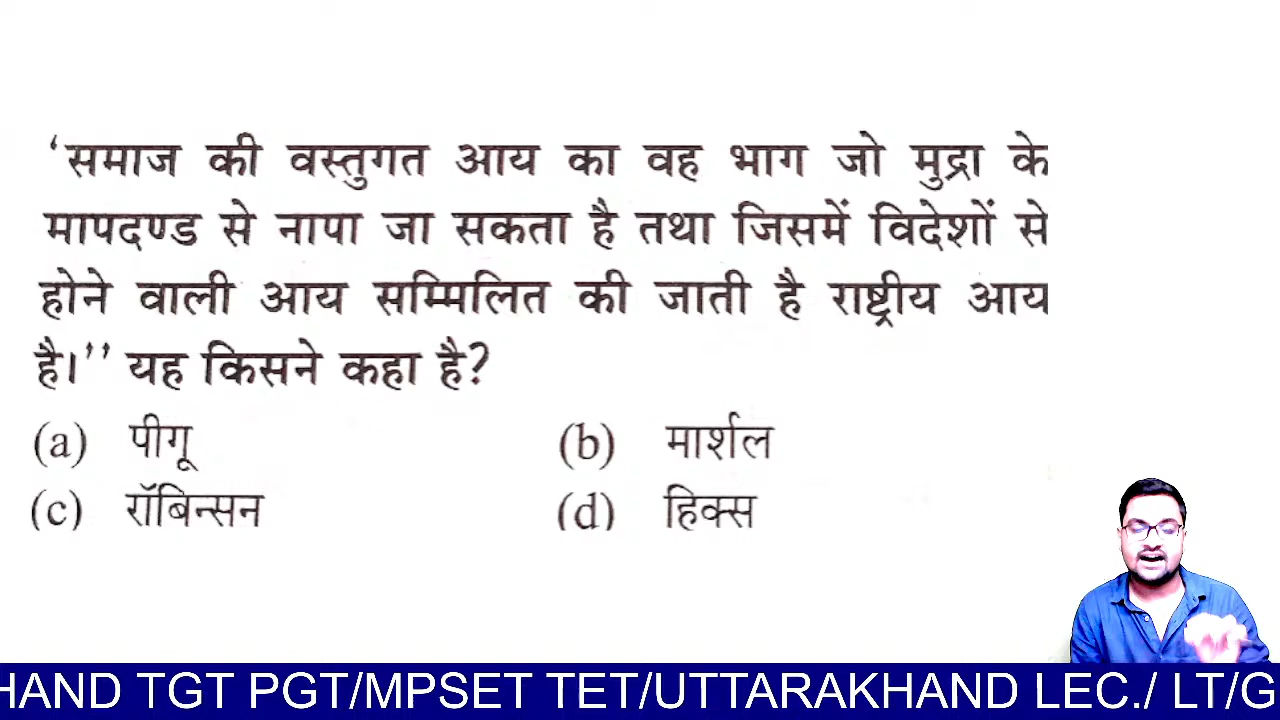 ‘समाज की वस्तुगत आय का वह भाग जो मुद्रा के
मापदण्ड से नापा जा सकता है तथा जिसमें विदेशों से
होने वाली आय सम्मिलित की जाती है राष्ट्रीय आय
है।’’ यह किसने कहा है?
(a) पीगू (b) मार्शल
(c) रॉबिन्सन (d) हिक्स
HAND TGT PGT/MPSET TET/UTTARAKHAND LEC./ LT/G